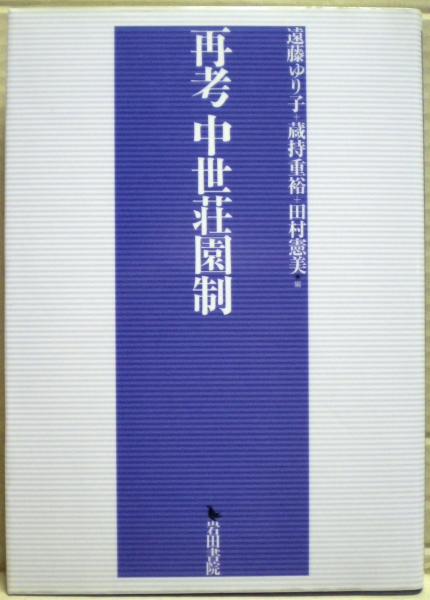 遠藤ゆり子+蔵持重裕+田村憲美●編
再考 中世荘園制
岩田書院